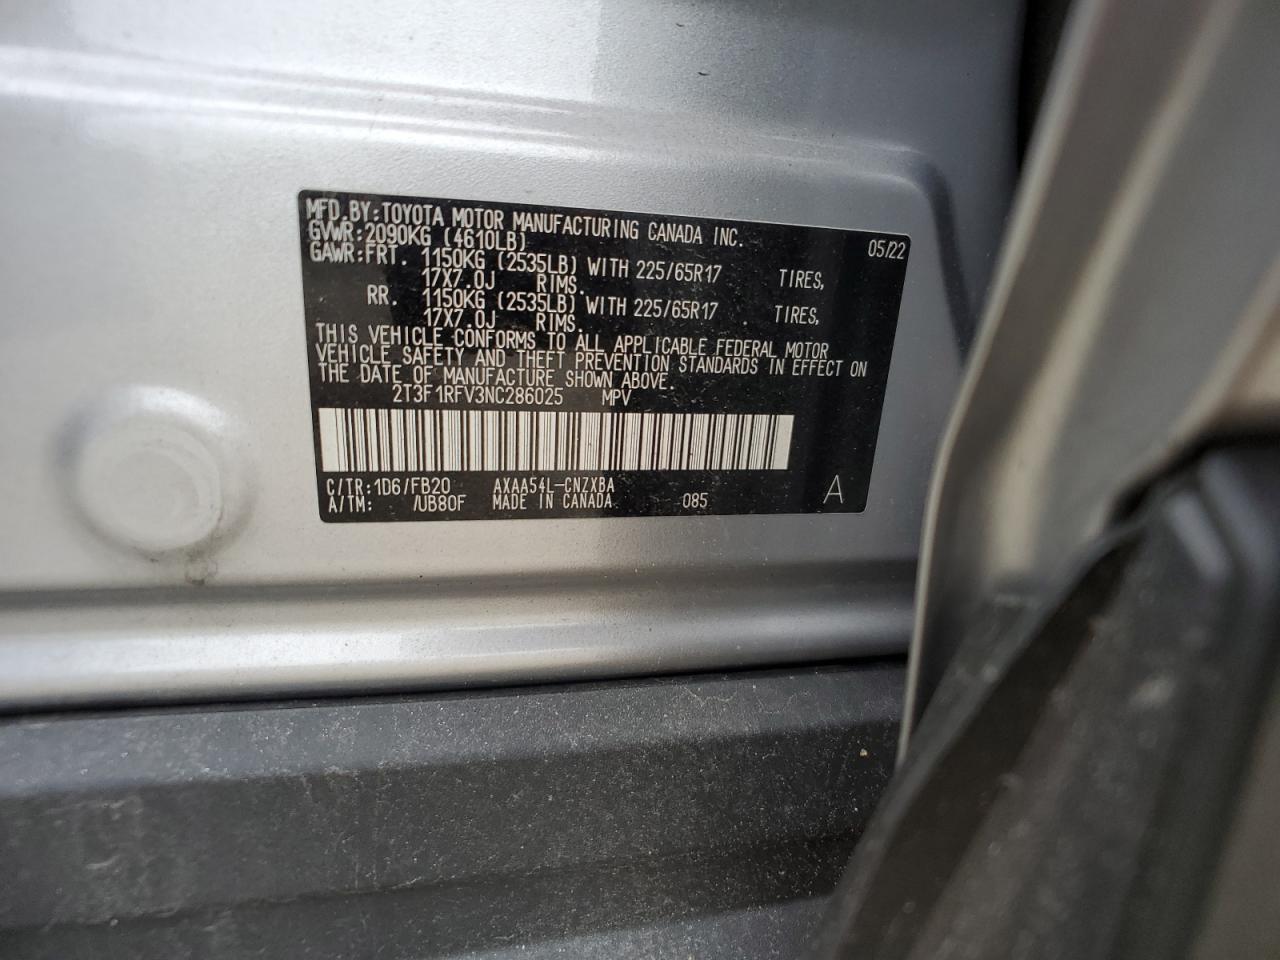 MFD.BY:TOYOTA MOTOR MANUFACTURING CANADA INC. 05/22
GVWR:2090KG (4610LB)
GAWR:FRT. 1150KG (2535LB) WITH 225/65R17 TIRES,
17X7.0J RIMS.
RR. 1150KG (2535LB) WITH 225/65R17 TIRES,
17X7.0J RIMS.
THIS VEHICLE CONFORMS TO ALL APPLICABLE FEDERAL MOTOR
VEHICLE SAFETY AND THEFT PREVENTION STANDARDS IN EFFECT ON
THE DATE OF MANUFACTURE SHOWN ABOVE.
2T3F1RFV3NC286025 MPV
C/TR:1D6/FB20 AXAA54L-CNZXBA
A/TM: /UB80F MADE IN CANADA 085 A